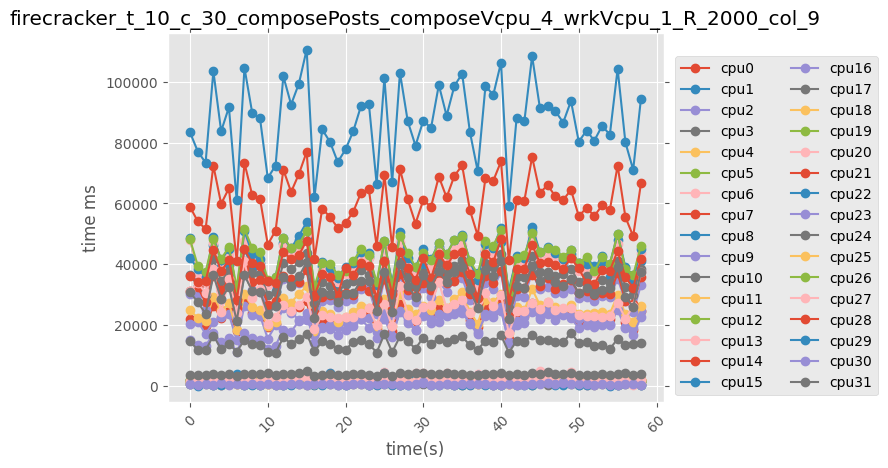 firecracker_t_10_c_30_composePosts_composeVcpu_4_wrkVcpu_1_R_2000_col_9
time ms
100000
80000
60000
40000
20000
0
0
10
20
30
40
50
60
time(s)
cpu0
cpu1
cpu2
cpu3
cpu4
cpu5
cpu6
cpu7
cpu8
cpu9
cpu10
cpu11
cpu12
cpu13
cpu14
cpu15
cpu16
cpu17
cpu18
cpu19
cpu20
cpu21
cpu22
cpu23
cpu24
cpu25
cpu26
cpu27
cpu28
cpu29
cpu30
cpu31